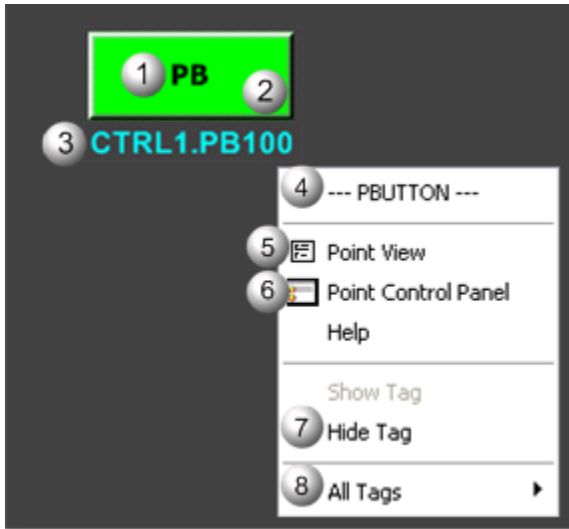 1 PB 2
3 CTRL1.PB100
4 --- PBUTTON ---
5 Point View
6 Point Control Panel
Help
Show Tag
7 Hide Tag
8 All Tags